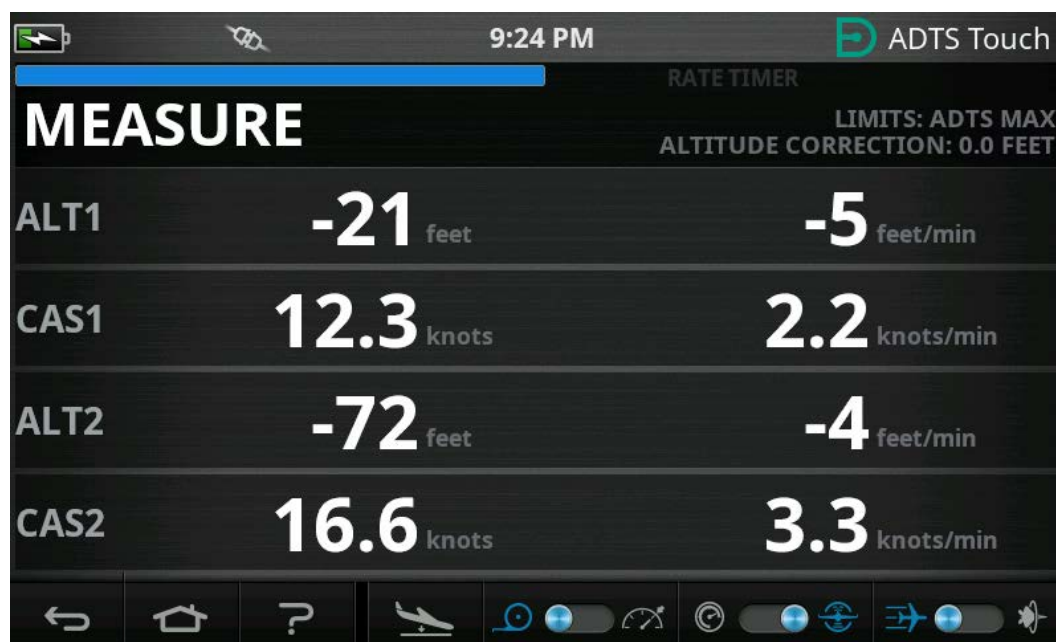 9:24 PM
ADTS Touch
RATE TIMER
MEASURE
LIMITS: ADTS MAX
ALTITUDE CORRECTION: 0.0 FEET
ALT1 -21 feet -5 feet/min
CAS1 12.3 knots 2.2 knots/min
ALT2 -72 feet -4 feet/min
CAS2 16.6 knots 3.3 knots/min
?